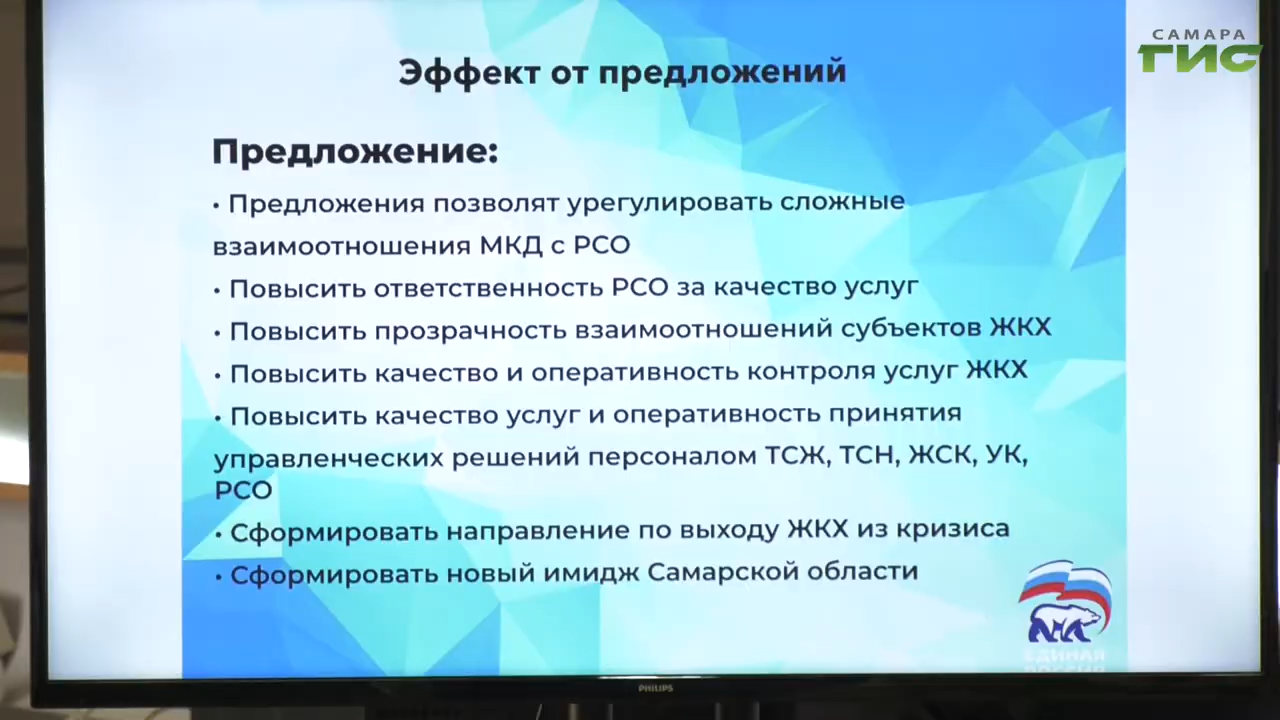 САМАРА
ГИС
Эффект от предложений
Предложение:
• Предложения позволят урегулировать сложные
взаимоотношения МКД с РСО
• Повысить ответственность РСО за качество услуг
• Повысить прозрачность взаимоотношений субъектов ЖКХ
• Повысить качество и оперативность контроля услуг ЖКХ
• Повысить качество услуг и оперативность принятия
управленческих решений персоналом ТСЖ, ТСН, ЖСК, УК,
РСО
• Сформировать направление по выходу ЖКХ из кризиса
• Сформировать новый имидж Самарской области
ЕДИНАЯ
РОССИЯ
PHILIPS